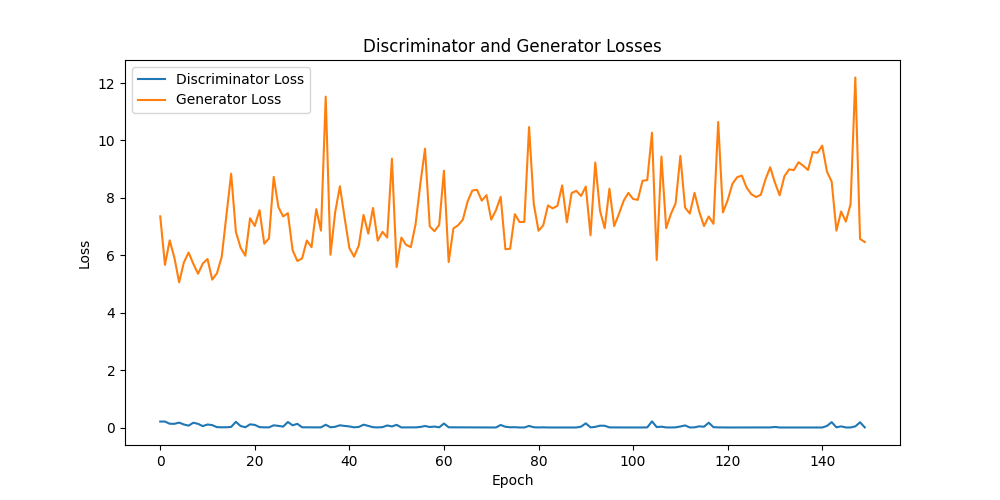 Discriminator and Generator Losses
Discriminator Loss
Generator Loss
12
10
8
6
4
2
0
Loss
0 20 40 60 80 100 120 140
Epoch